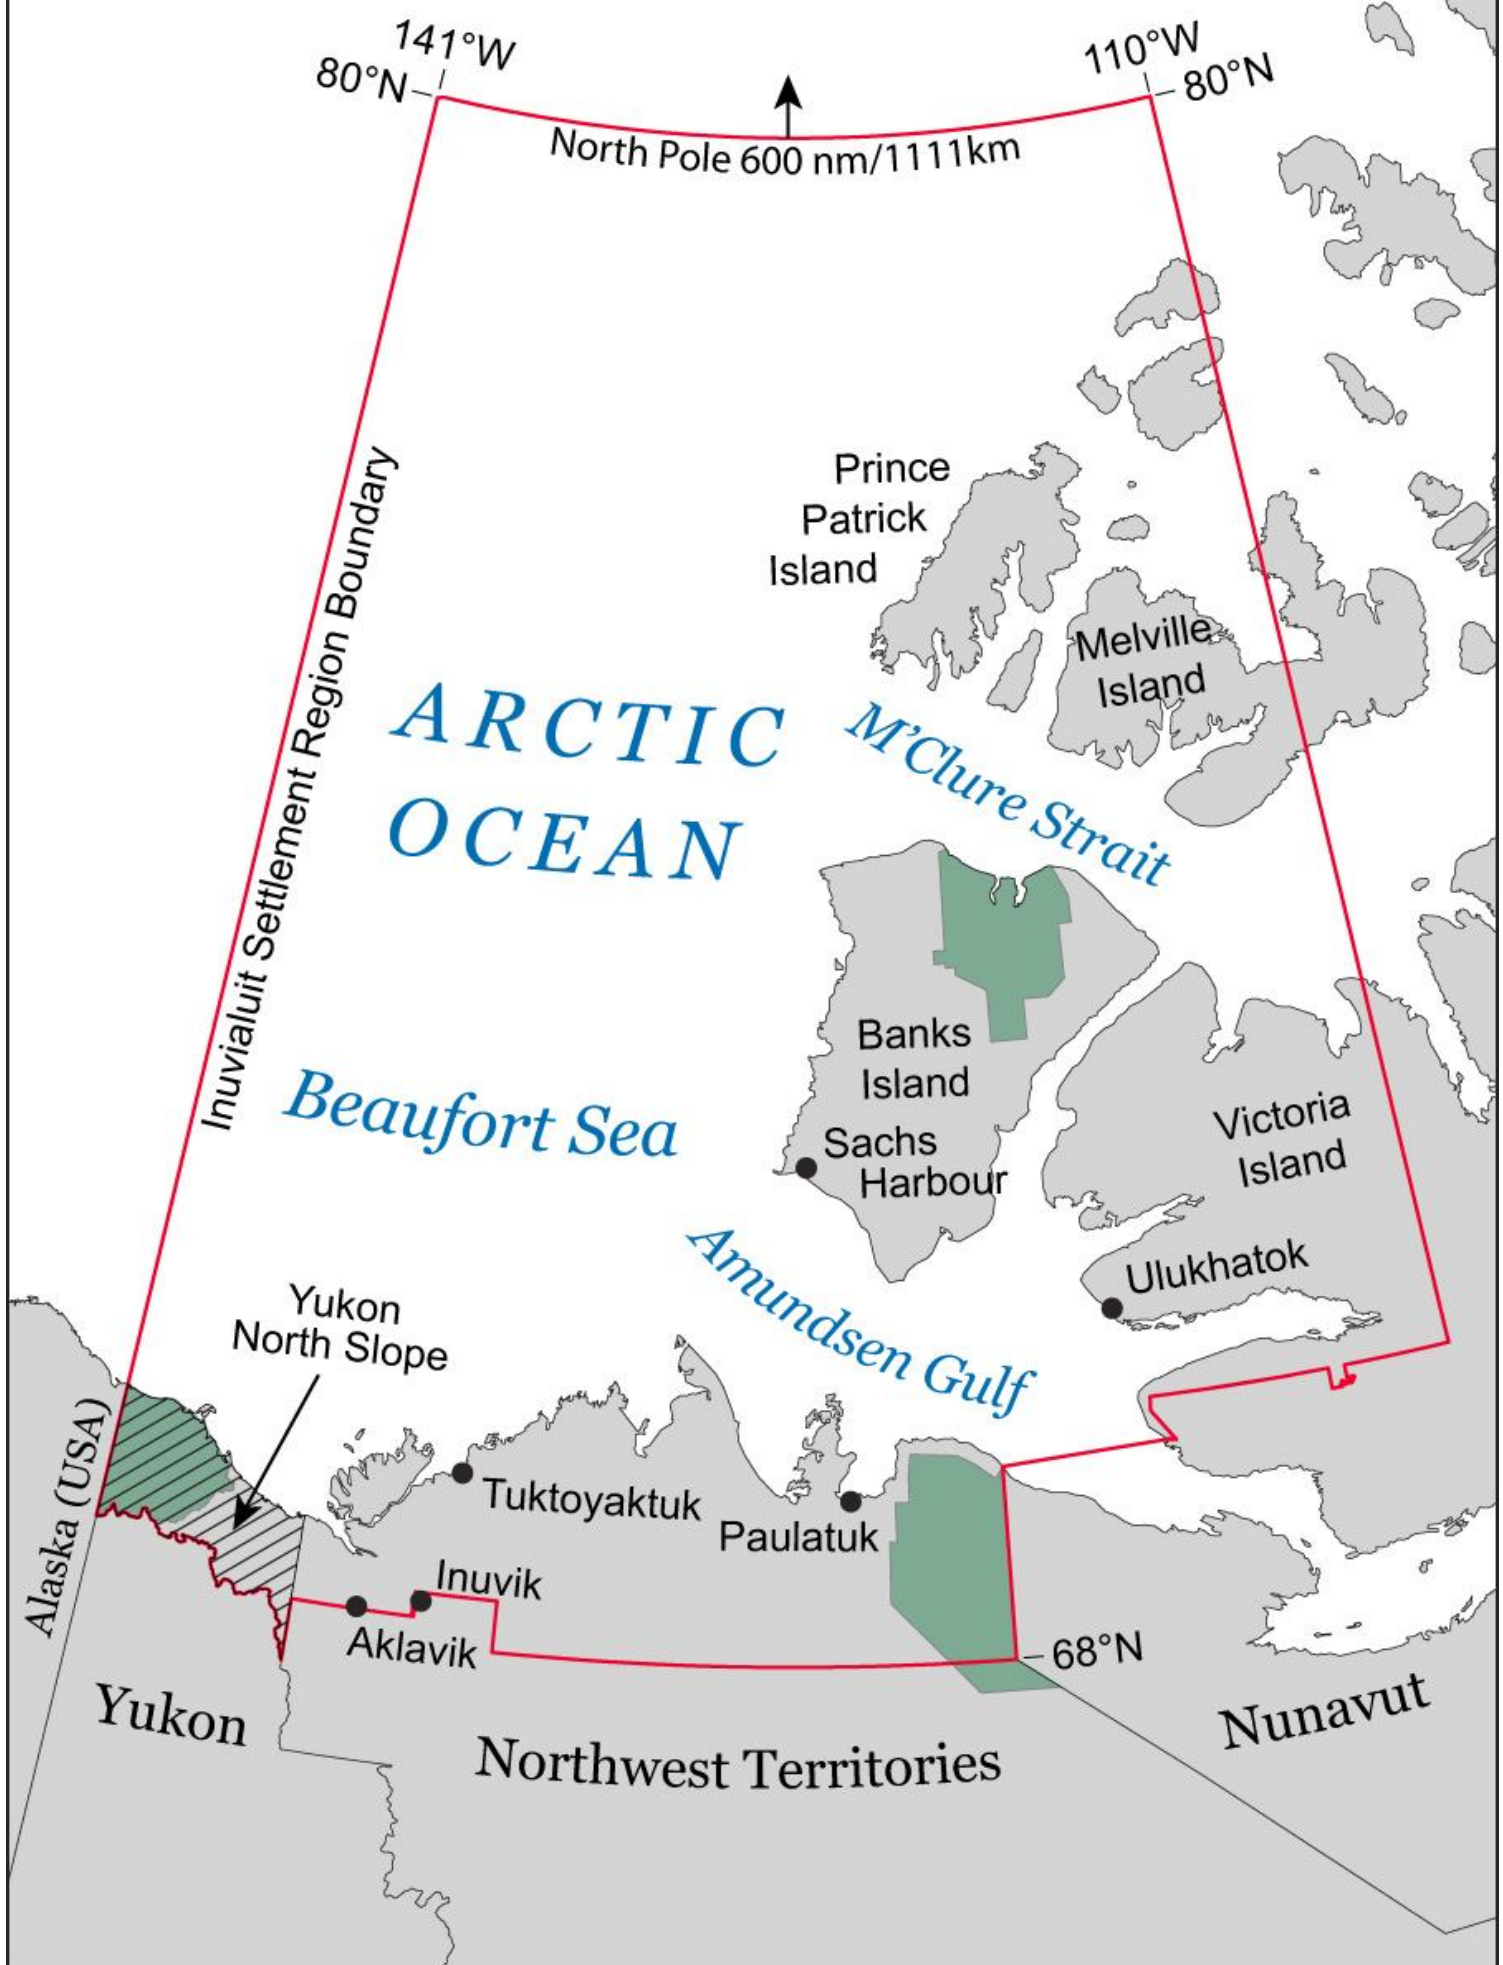 141°W
110°W
80°N
80°N
North Pole 600 nm/1111km
Inuvialuit Settlement Region Boundary
Prince
Patrick
Island
Melville
Island
ARCTIC
OCEAN
M'Clure Strait
Banks
Island
Beaufort Sea
Victoria
Island
Sachs
Harbour
Amundsen Gulf
Ulukhatok
Yukon
North Slope
Alaska (USA)
Tuktoyaktuk
Paulatuk
Inuvik
Aklavik
68°N
Yukon
Northwest Territories
Nunavut